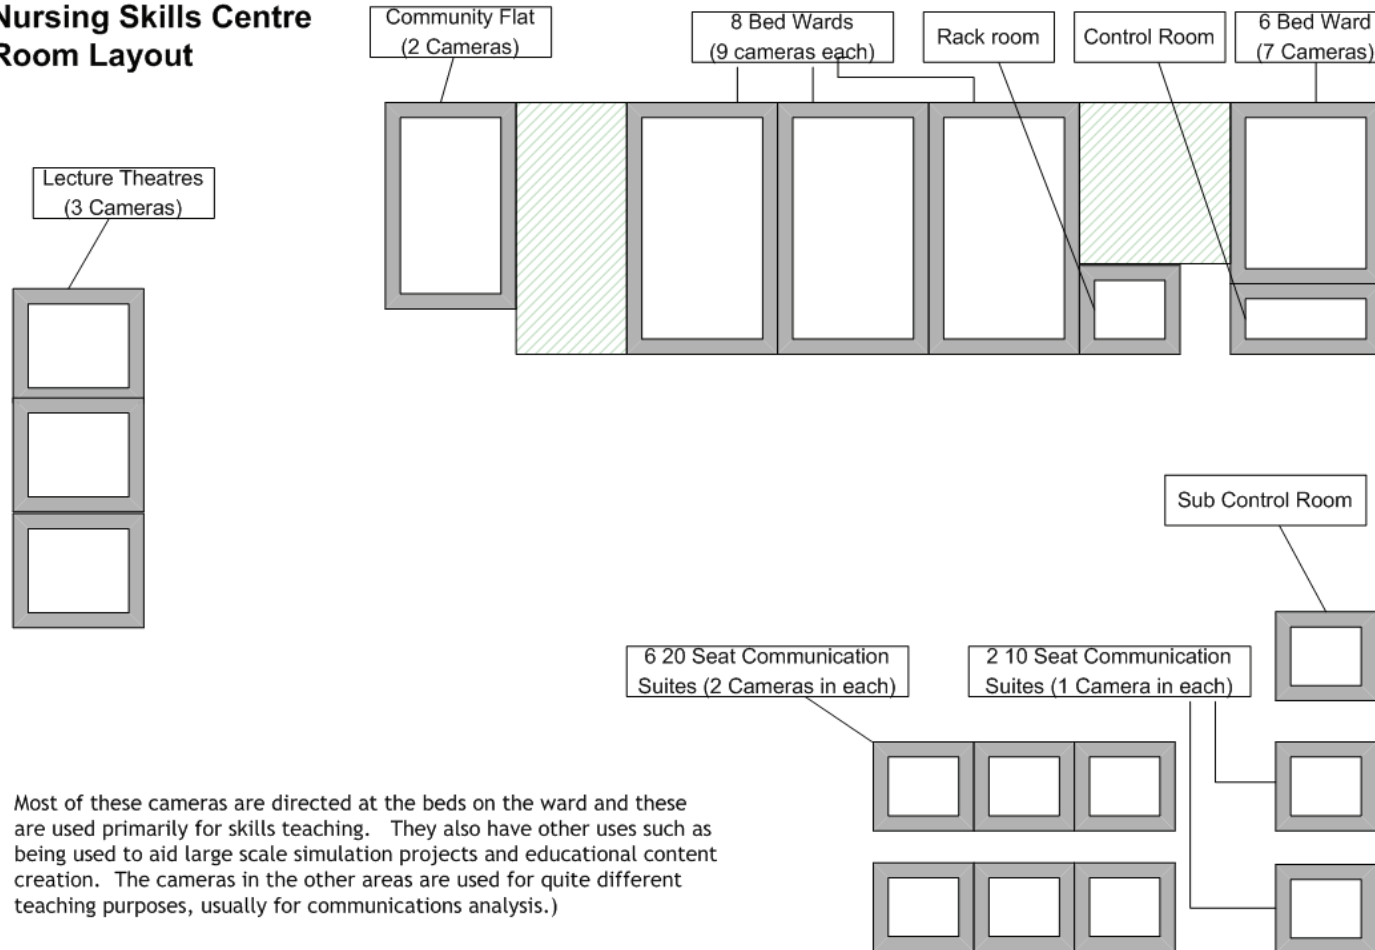 Nursing Skills Centre
Room Layout
Community Flat
(2 Cameras)
8 Bed Wards
(9 cameras each)
Rack room
Control Room
6 Bed Ward
(7 Cameras)
Lecture Theatres
(3 Cameras)
Sub Control Room
6 20 Seat Communication
Suites (2 Cameras in each)
2 10 Seat Communication
Suites (1 Camera in each)
Most of these cameras are directed at the beds on the ward and these
are used primarily for skills teaching. They also have other uses such as
being used to aid large scale simulation projects and educational content
creation. The cameras in the other areas are used for quite different
teaching purposes, usually for communications analysis.)